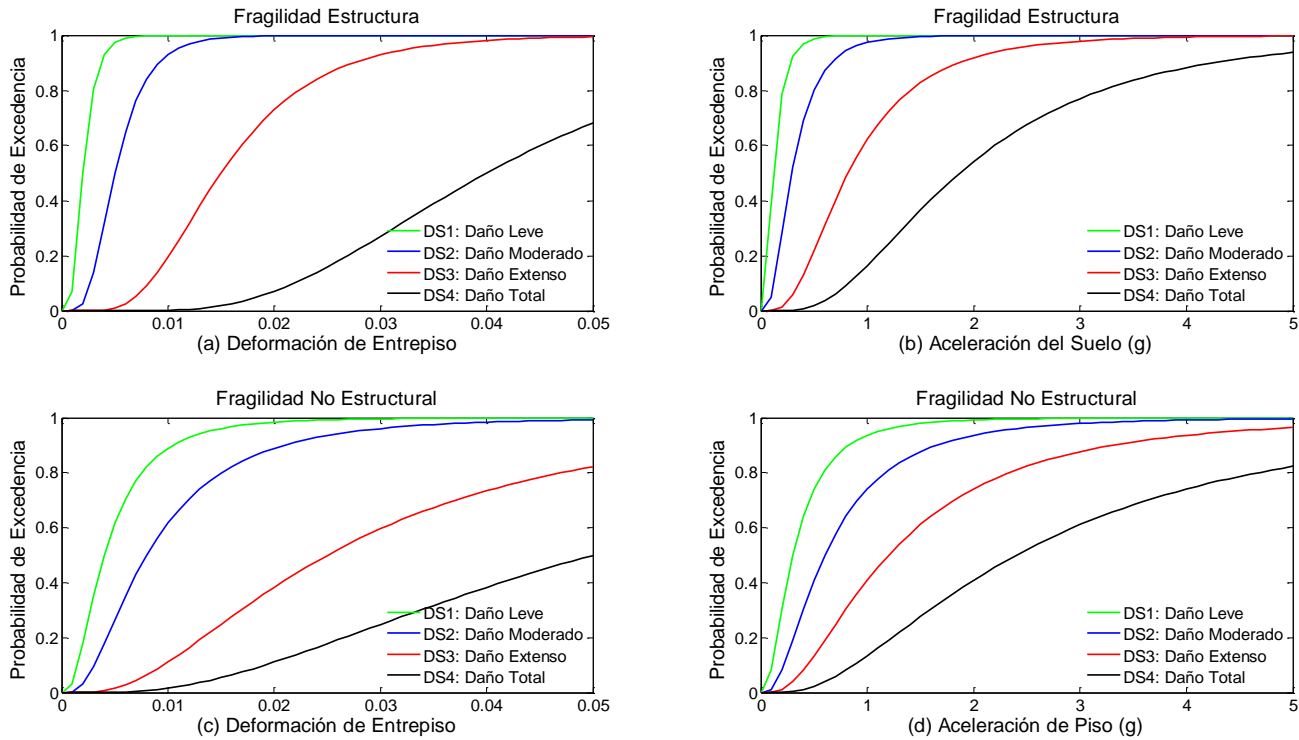 Fragilidad Estructura
Probabilidad de Excedencia
1
0.8
0.6
0.4
0.2
0
DS1: Daño Leve
DS2: Daño Moderado
DS3: Daño Extenso
DS4: Daño Total
0 0.01 0.02 0.03 0.04 0.05
(a) Deformación de Entrepiso
Fragilidad Estructura
Probabilidad de Excedencia
1
0.8
0.6
0.4
0.2
0
DS1: Daño Leve
DS2: Daño Moderado
DS3: Daño Extenso
DS4: Daño Total
0 1 2 3 4 5
(b) Aceleración del Suelo (g)
Fragilidad No Estructural
Probabilidad de Excedencia
1
0.8
0.6
0.4
0.2
0
DS1: Daño Leve
DS2: Daño Moderado
DS3: Daño Extenso
DS4: Daño Total
0 0.01 0.02 0.03 0.04 0.05
(c) Deformación de Entrepiso
Fragilidad No Estructural
Probabilidad de Excedencia
1
0.8
0.6
0.4
0.2
0
DS1: Daño Leve
DS2: Daño Moderado
DS3: Daño Extenso
DS4: Daño Total
0 1 2 3 4 5
(d) Aceleración de Piso (g)